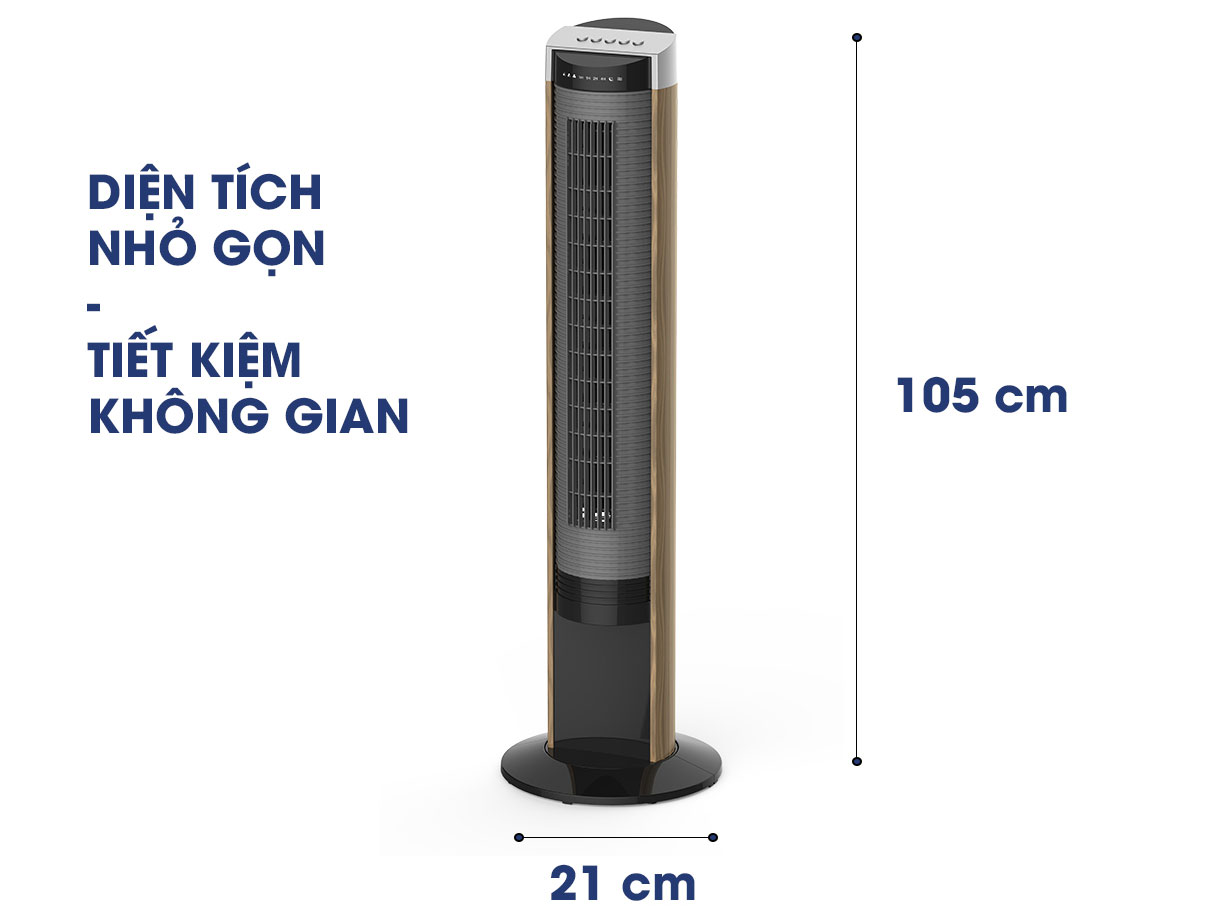 DIỆN TÍCH
NHỎ GỌN
-
TIẾT KIỆM
KHÔNG GIAN
105 cm
21 cm